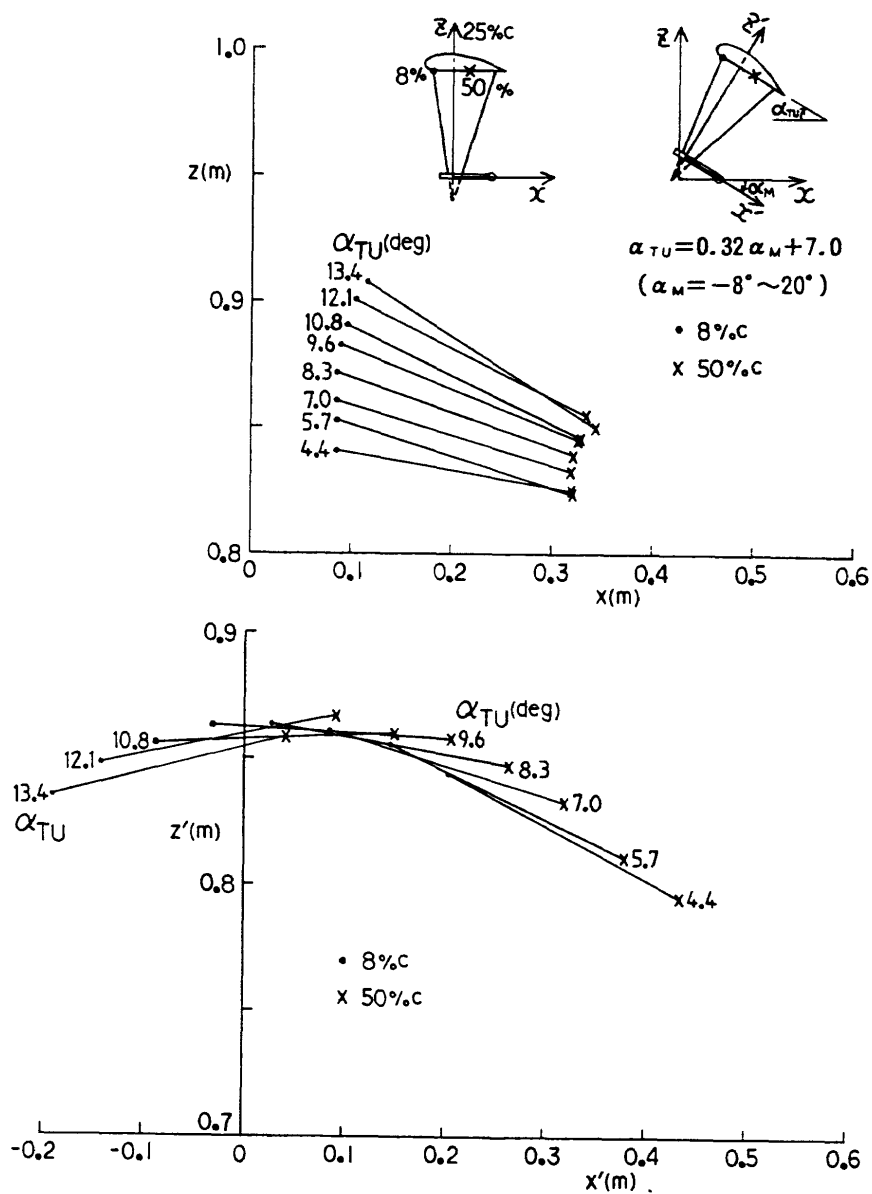 1.0
z(m)
0.9
0.8
0
0.1
0.2
0.3
0.4
0.5
0.6
x(m)
z 25%c
8%
50 %
x
z
z'
α_TU
α_M
x
x'
α_TU(deg)
13.4
12.1
10.8
9.6
8.3
7.0
5.7
4.4
α_TU=0.32α_M+7.0
(α_M=-8°~20°)
• 8%c
x 50%c
0.9
z'(m)
0.8
0.7
α_TU(deg)
10.8
12.1
13.4
α_TU
9.6
8.3
7.0
5.7
4.4
• 8%c
x 50%c
-0.2
-0.1
0
0.1
0.2
0.3
0.4
0.5
0.6
x'(m)